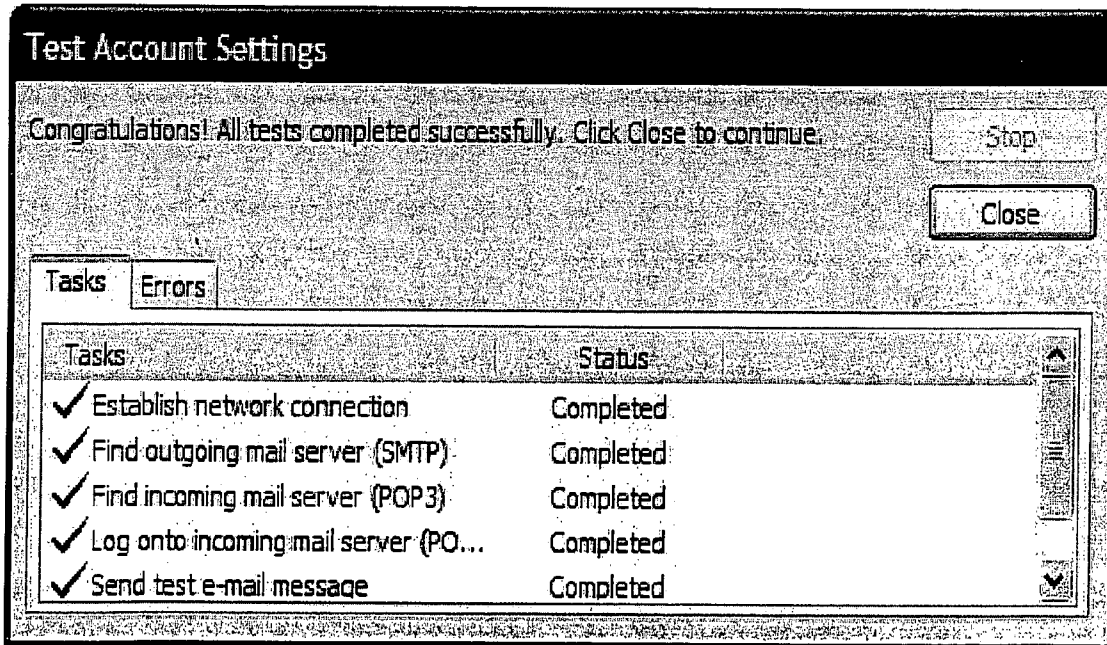 Test Account Settings
Congratulations! All tests completed successfully. Click Close to continue.
Stop
Close
Tasks Errors
Tasks Status
Establish network connection Completed
Find outgoing mail server (SMTP) Completed
Find incoming mail server (POP3) Completed
Log onto incoming mail server (PO... Completed
Send test e-mail message Completed